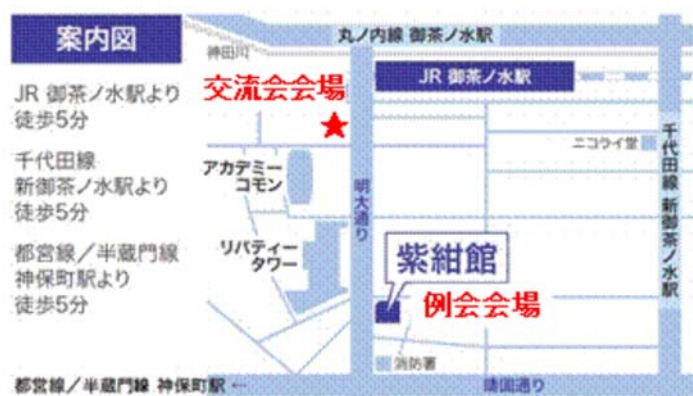 案内図
JR 御茶ノ水駅より
徒歩5分
千代田線
新御茶ノ水駅より
徒歩5分
都営線／半蔵門線
神保町駅より
徒歩5分
丸ノ内線 御茶ノ水駅
神田川
JR 御茶ノ水駅
交流会会場
アカデミー
コモン
明大通り
ニコライ堂
千代田線 新御茶ノ水駅
リバティー
タワー
紫紺館
例会会場
消防署
都営線／半蔵門線 神保町駅 ←
靖国通り